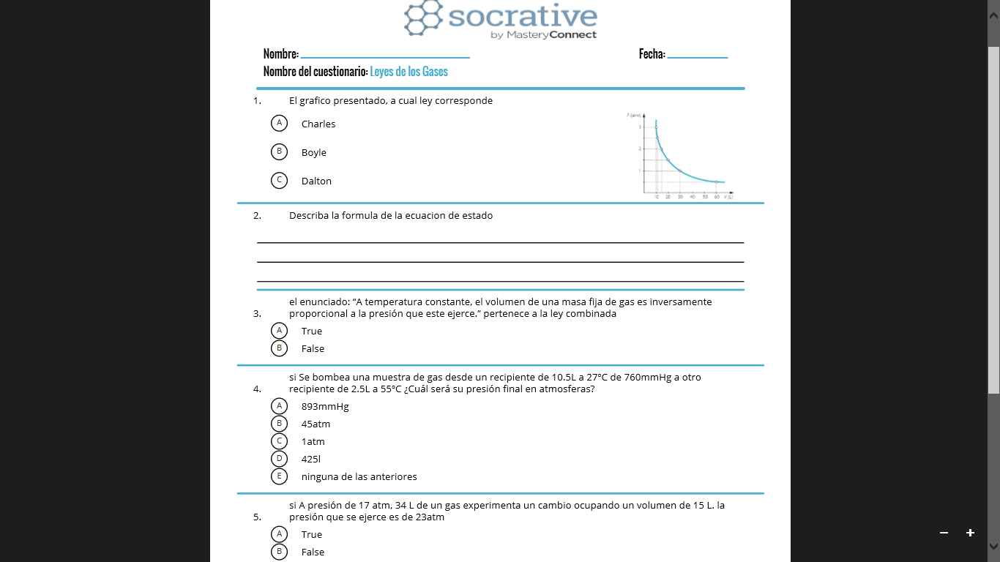 socrative
by MasteryConnect
Nombre: Fecha:
Nombre del cuestionario: Leyes de los Gases
1. El grafico presentado, a cual ley corresponde
A Charles
B Boyle
C Dalton
P (atm)
3
2
1
10 20 30 40 50 60 V (L)
2. Describa la formula de la ecuacion de estado
el enunciado: “A temperatura constante, el volumen de una masa fija de gas es inversamente
3. proporcional a la presión que este ejerce.” pertenece a la ley combinada
A True
B False
si Se bombea una muestra de gas desde un recipiente de 10.5L a 27ºC de 760mmHg a otro
4. recipiente de 2.5L a 55ºC ¿Cuál será su presión final en atmosferas?
A 893mmHg
B 45atm
C 1atm
D 425l
E ninguna de las anteriores
si A presión de 17 atm, 34 L de un gas experimenta un cambio ocupando un volumen de 15 L. la
5. presión que se ejerce es de 23atm
A True
B False